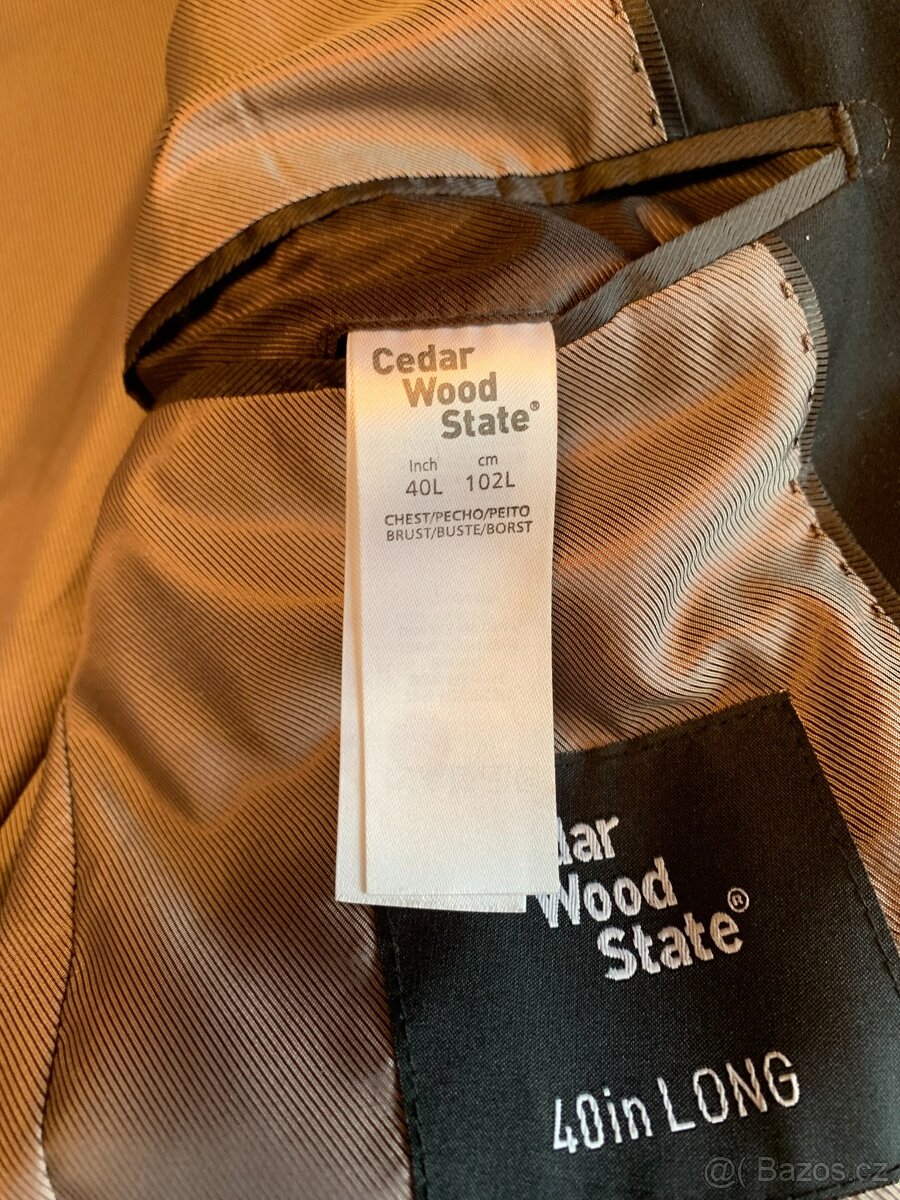 Cedar
Wood
State®
Inch cm
40L 102L
CHEST/PECHO/PEITO
BRUST/BUSTE/BORST
dar
Wood
State®
40in LONG
@( Bazos.cz